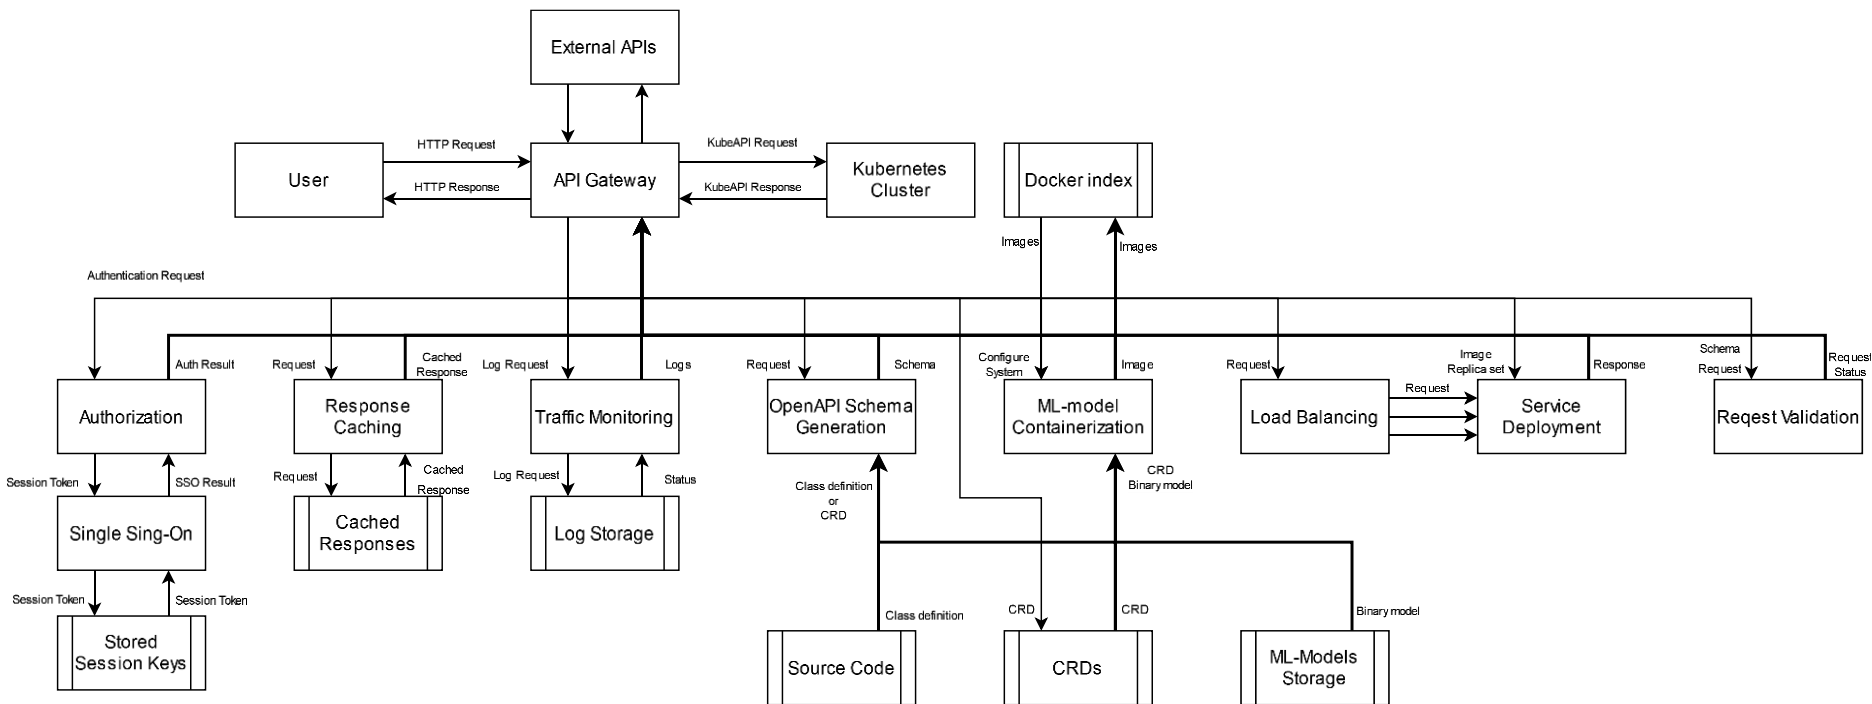 External APIs
HTTP Request
KubeAPI Request
User
API Gateway
Kubernetes
Cluster
Docker index
HTTP Response
KubeAPI Response
Images
Images
Authentication Request
Auth Result
Request
Cached
Response
Log Request
Logs
Request
Schema
Configure
System
Image
Request
Image
Replica set
Response
Schema
Request
Request
Status
Authorization
Response
Caching
Traffic Monitoring
OpenAPI Schema
Generation
ML-model
Containerization
Load Balancing
Request
Service
Deployment
Reqest Validation
Session Token
SSO Result
Request
Cached
Response
Log Request
Status
Class definition
or
CRD
CRD
Binary model
Single Sing-On
Cached
Responses
Log Storage
Session Token
Session Token
Class definition
CRD
CRD
Binary model
Stored
Session Keys
Source Code
CRDs
ML-Models
Storage